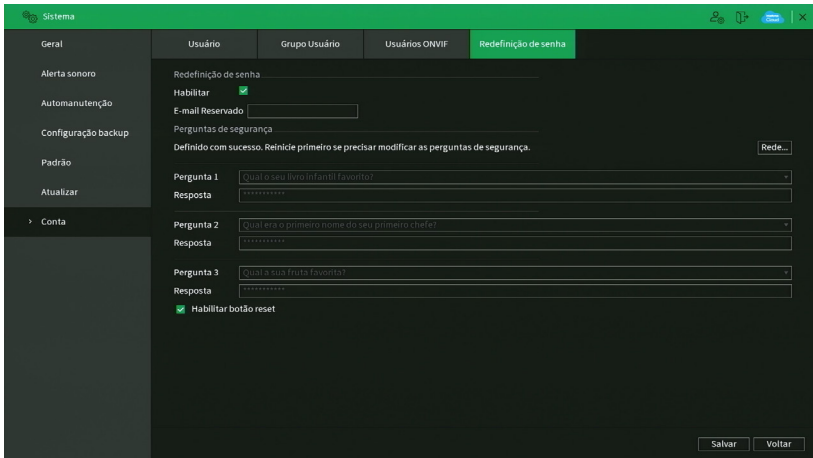 Sistema
Geral
Alerta sonoro
Automanutenção
Configuração backup
Padrão
Atualizar
> Conta
Usuário Grupo Usuário Usuários ONVIF Redefinição de senha
Redefinição de senha
Habilitar
E-mail Reservado
Perguntas de segurança
Definido com sucesso. Reinicie primeiro se precisar modificar as perguntas de segurança. Rede...
Pergunta 1 Qual o seu livro infantil favorito?
Resposta ***********
Pergunta 2 Qual era o primeiro nome do seu primeiro chefe?
Resposta ***********
Pergunta 3 Qual a sua fruta favorita?
Resposta ***********
Habilitar botão reset
Salvar Voltar